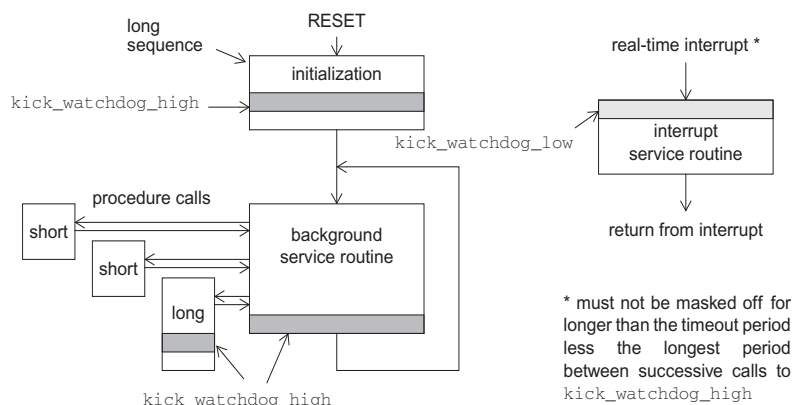 long
sequence
RESET
initialization
kick_watchdog_high
real-time interrupt *
kick_watchdog_low
interrupt
service routine
return from interrupt
procedure calls
short
short
long
background
service routine
kick_watchdog_high
* must not be masked off for
longer than the timeout period
less the longest period
between successive calls to
kick_watchdog_high